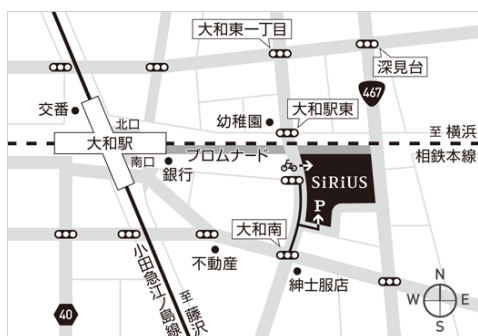 大和東一丁目
深見台
467
交番
北口
幼稚園
大和駅東
至 横浜
大和駅
プロムナード
相鉄本線
南口
銀行
SiRiUS
P
大和南
不動産
紳士服店
小田急江ノ島線
至 藤沢
40
N
W
E
S